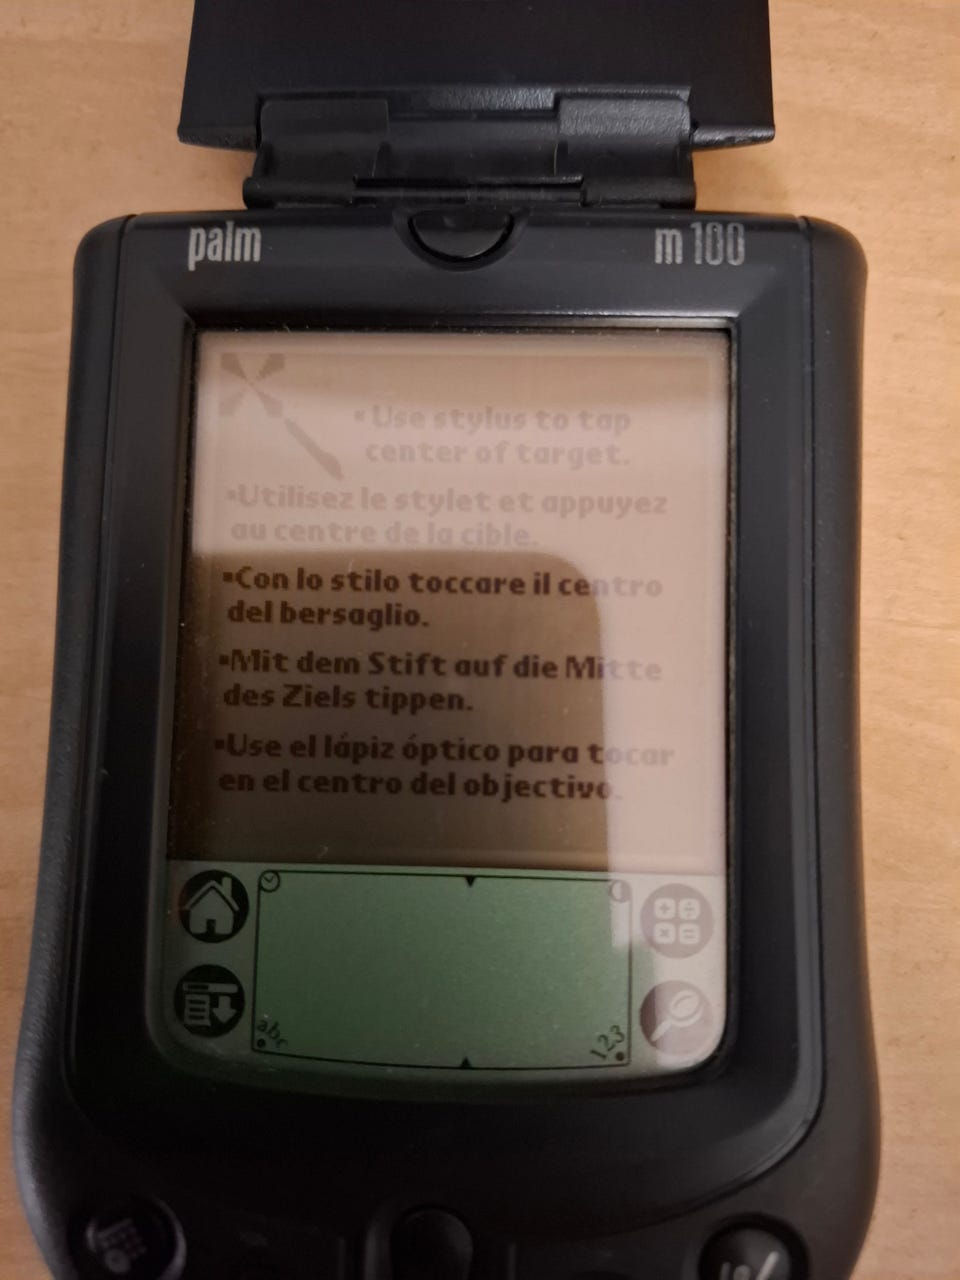 palm
m100
▪Use stylus to tap
center of target.
▪Utilisez le stylet et appuyez
au centre de la cible.
▪Con lo stilo toccare il centro
del bersaglio.
▪Mit dem Stift auf die Mitte
des Ziels tippen.
▪Use el lápiz óptico para tocar
en el centro del objectivo.
abc
123